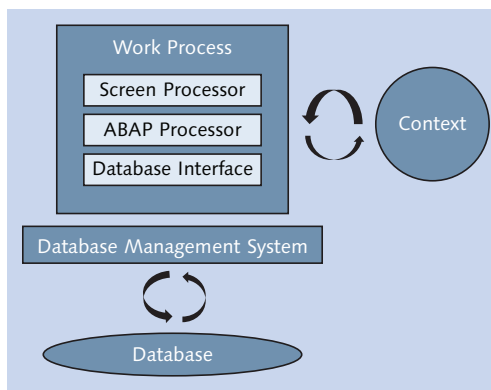 Work Process
Screen Processor
ABAP Processor
Database Interface
Context
Database Management System
Database